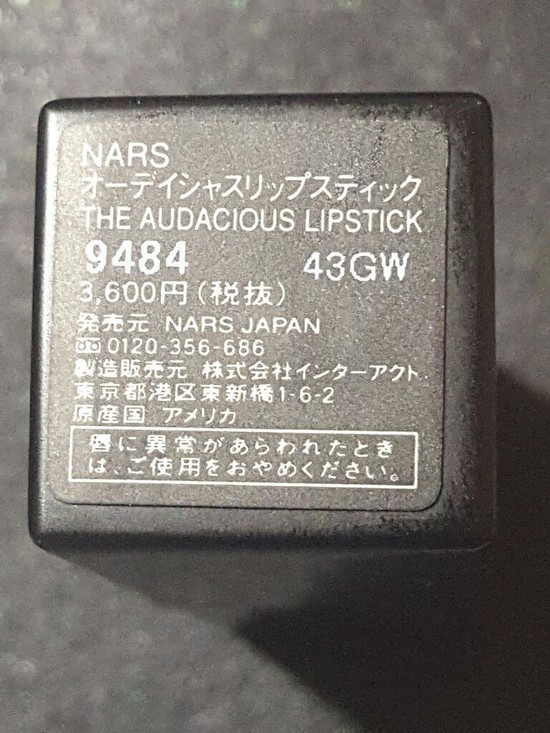 NARS
オーデイシャスリップスティック
THE AUDACIOUS LIPSTICK
9484 43GW
3,600円(税抜)
発売元 NARS JAPAN
0120-356-686
製造販売元 株式会社インターアクト
東京都港区東新橋1-6-2
原産国 アメリカ
唇に異常があらわれたとき
は、ご使用をおやめください。